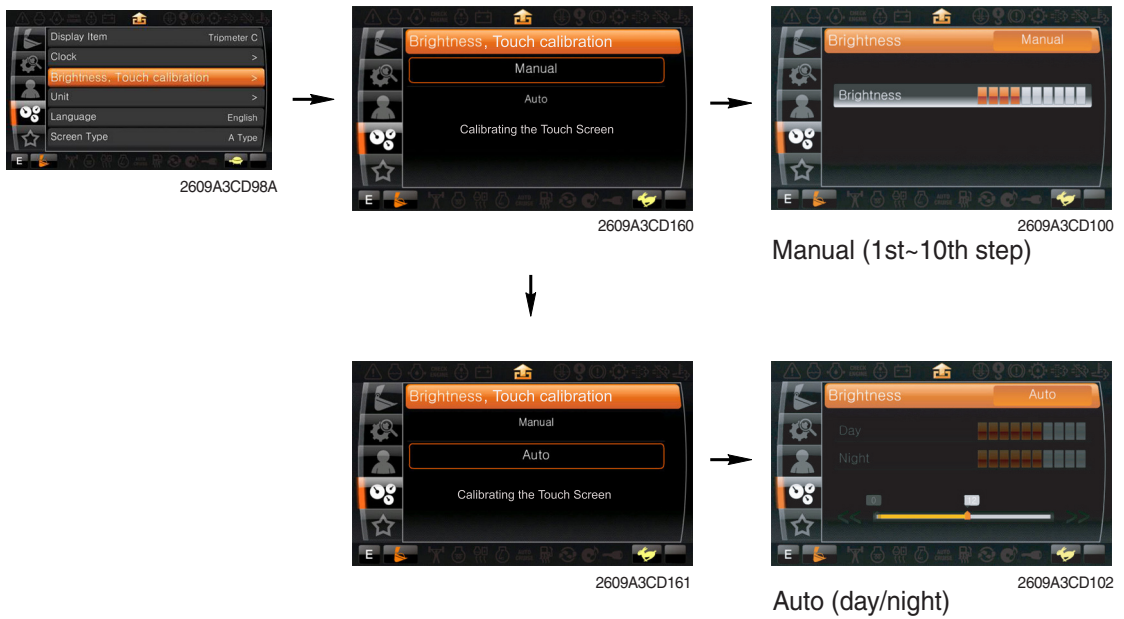 Display Item Tripmeter C
Clock >
Brightness, Touch calibration >
Unit >
Language English
Screen Type A Type
E
2609A3CD98A
Brightness, Touch calibration
Manual
Auto
Calibrating the Touch Screen
E
2609A3CD160
Brightness Manual
Brightness
E
2609A3CD100
Manual (1st~10th step)
Brightness, Touch calibration
Manual
Auto
Calibrating the Touch Screen
E
2609A3CD161
Brightness Auto
Day
Night
0 12
<< >>
E
2609A3CD102
Auto (day/night)